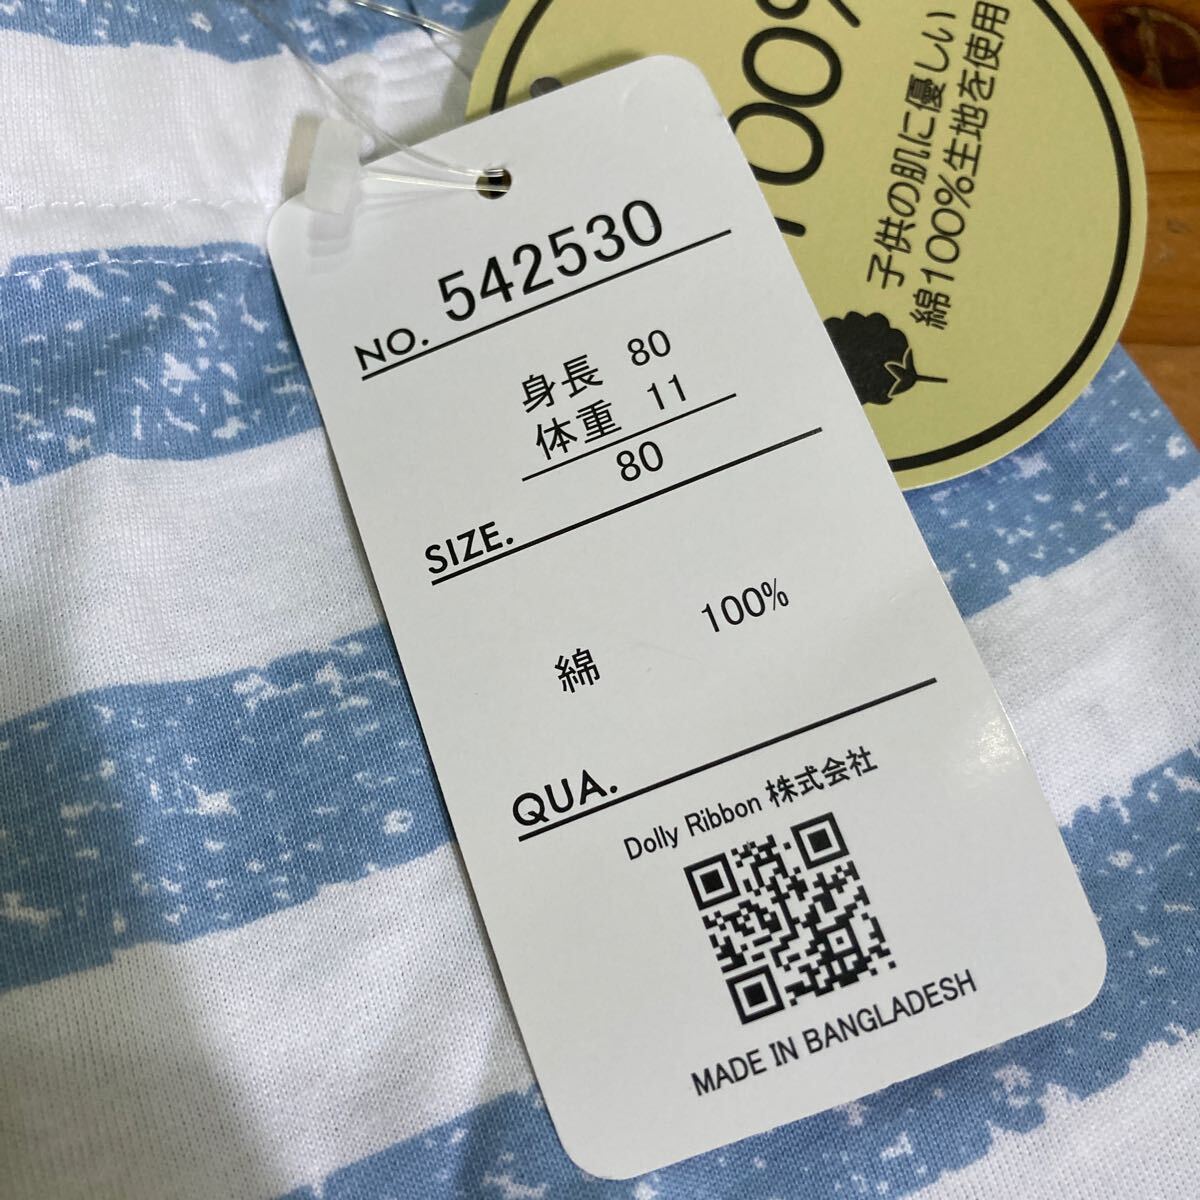 100%
子供の肌に優しい
綿100%生地を使用
NO. 542530
身長 80
体重 11
80
SIZE.
綿 100%
QUA.
Dolly Ribbon 株式会社
MADE IN BANGLADESH